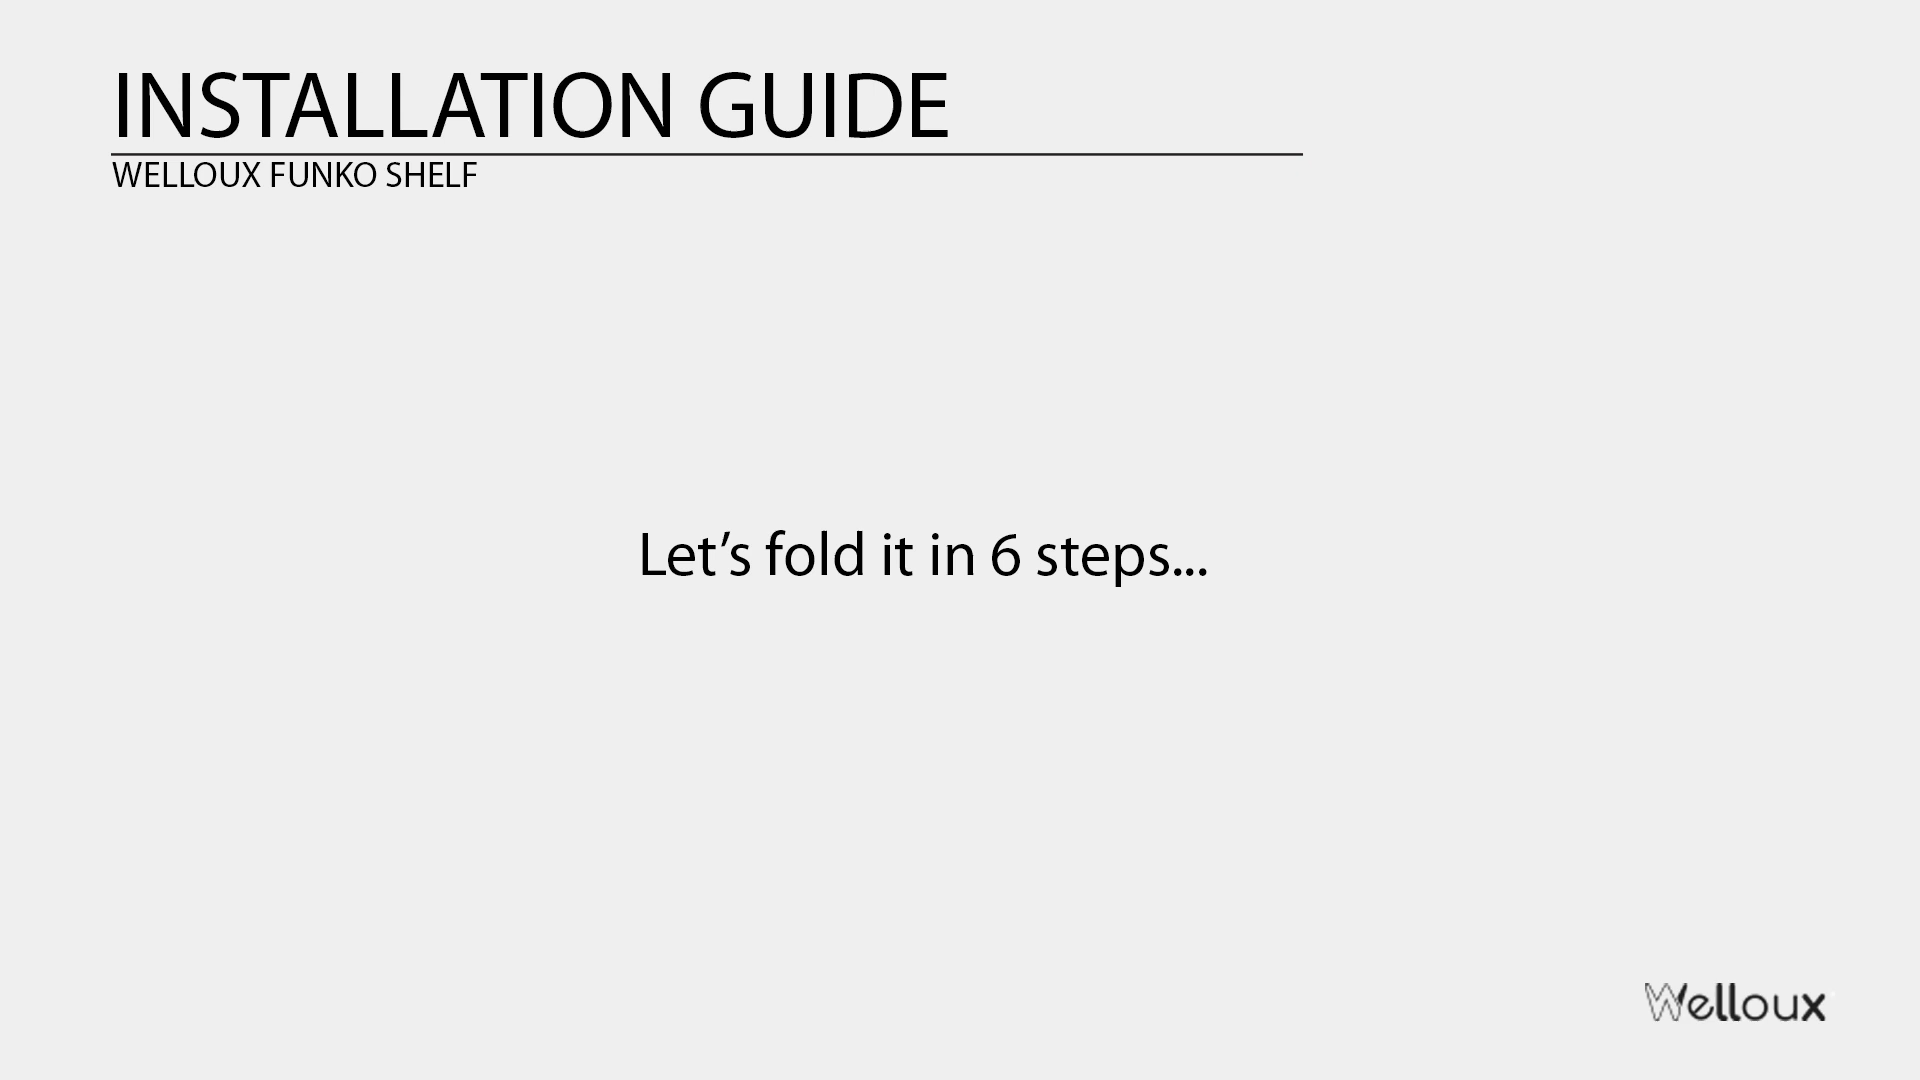 INSTALLATION GUIDE
WELLOUX FUNKO SHELF
Let’s fold it in 6 steps...
Welloux